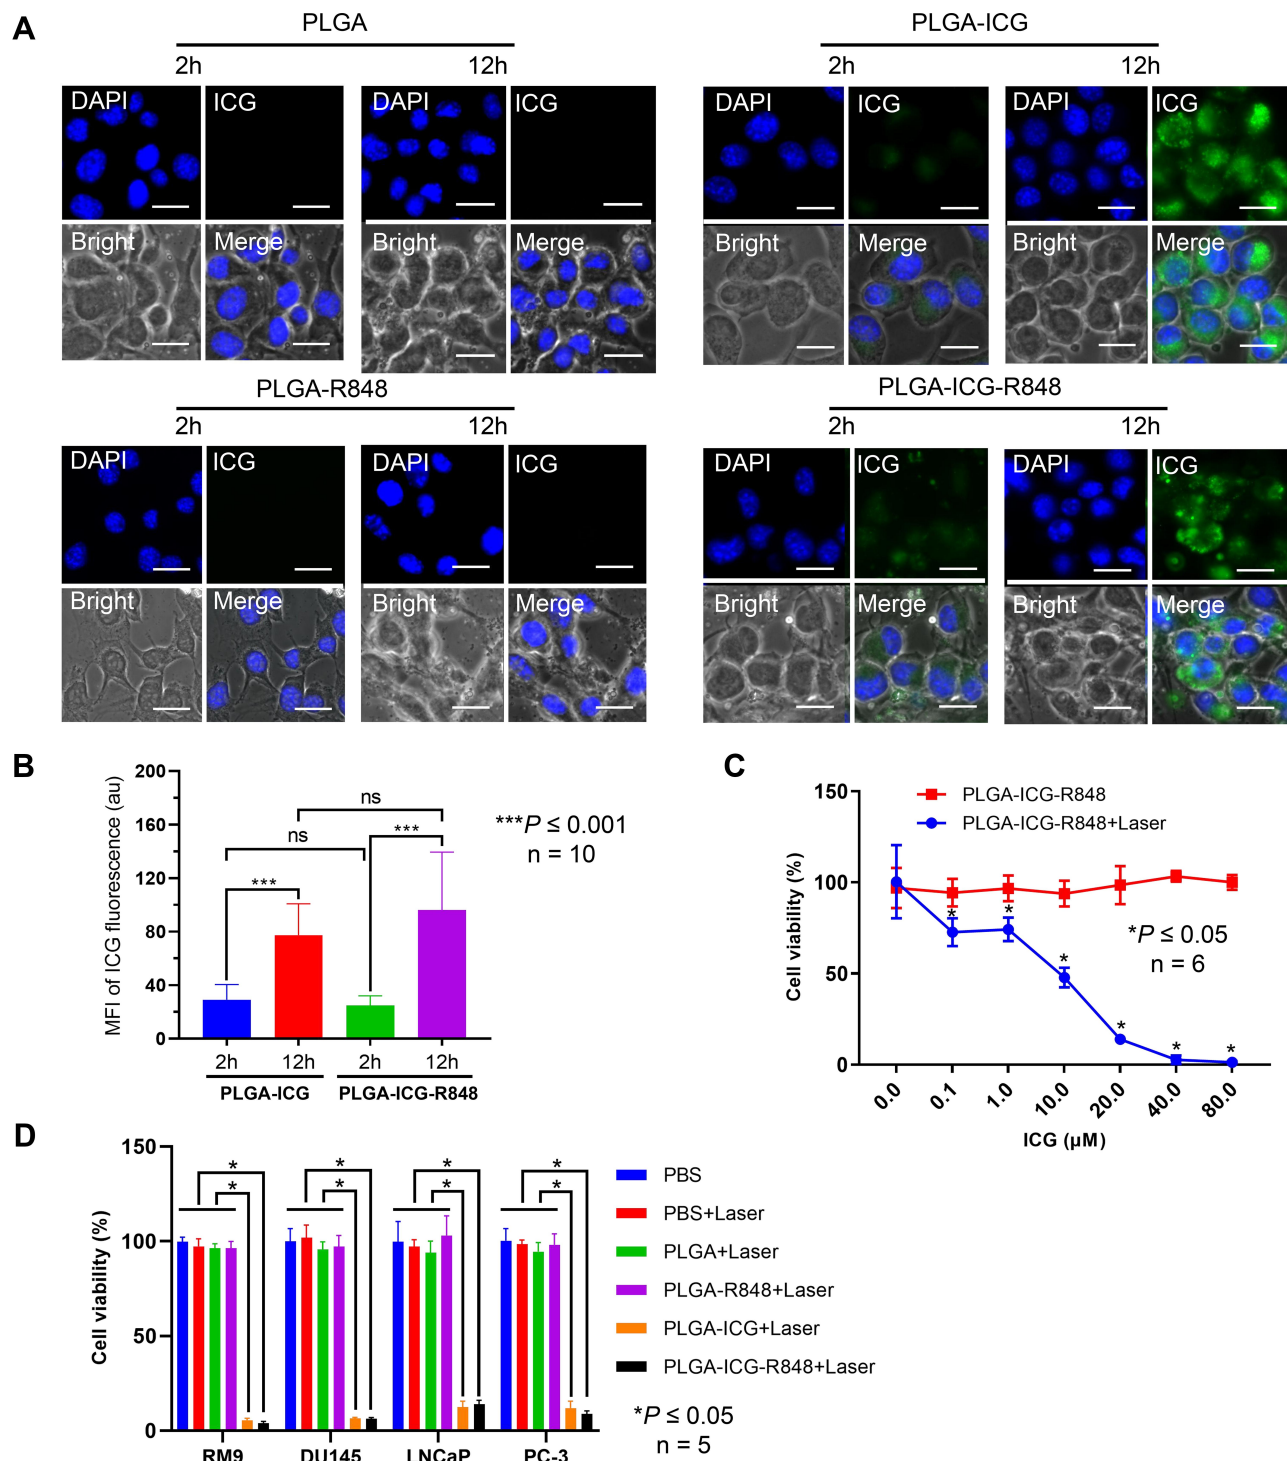 A
PLGA
PLGA-ICG
2h
12h
2h
12h
DAPI
ICG
DAPI
ICG
DAPI
ICG
DAPI
ICG
Bright
Merge
Bright
Merge
Bright
Merge
Bright
Merge
PLGA-R848
PLGA-ICG-R848
2h
12h
2h
12h
DAPI
ICG
DAPI
ICG
DAPI
ICG
DAPI
ICG
Bright
Merge
Bright
Merge
Bright
Merge
Bright
Merge
B
MFI of ICG fluorescence (au)
200
160
120
80
40
0
ns
ns
***
***
***P ≤ 0.001
n = 10
2h
12h
2h
12h
PLGA-ICG
PLGA-ICG-R848
C
Cell viability (%)
150
100
50
0
PLGA-ICG-R848
PLGA-ICG-R848+Laser
*
*
*
*
*
*
*P ≤ 0.05
n = 6
0.0
0.1
1.0
10.0
20.0
40.0
80.0
ICG (µM)
D
Cell viability (%)
150
100
50
0
*
*
*
*
*
*
*
*
RM9
DU145
LNCaP
PC-3
PBS
PBS+Laser
PLGA+Laser
PLGA-R848+Laser
PLGA-ICG+Laser
PLGA-ICG-R848+Laser
*P ≤ 0.05
n = 5